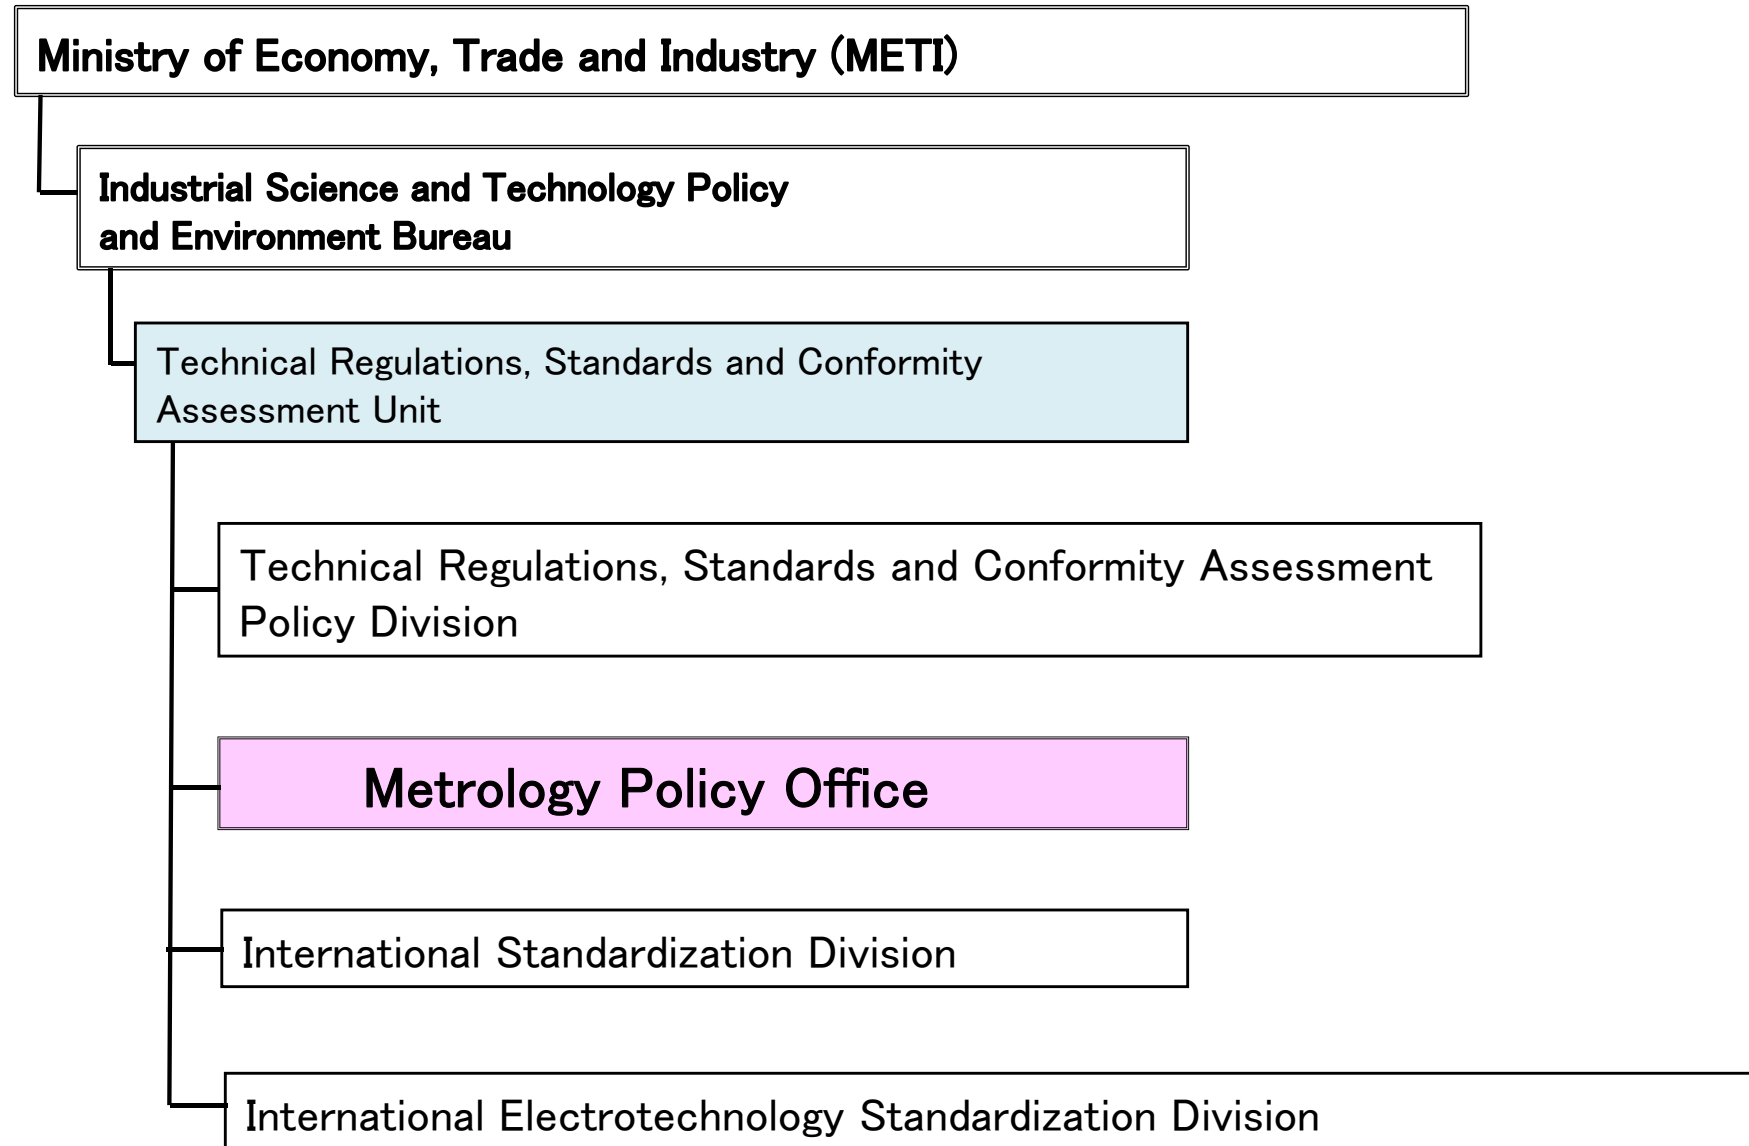 Ministry of Economy, Trade and Industry (METI)
Industrial Science and Technology Policy
and Environment Bureau
Technical Regulations, Standards and Conformity
Assessment Unit
Technical Regulations, Standards and Conformity Assessment
Policy Division
Metrology Policy Office
International Standardization Division
International Electrotechnology Standardization Division